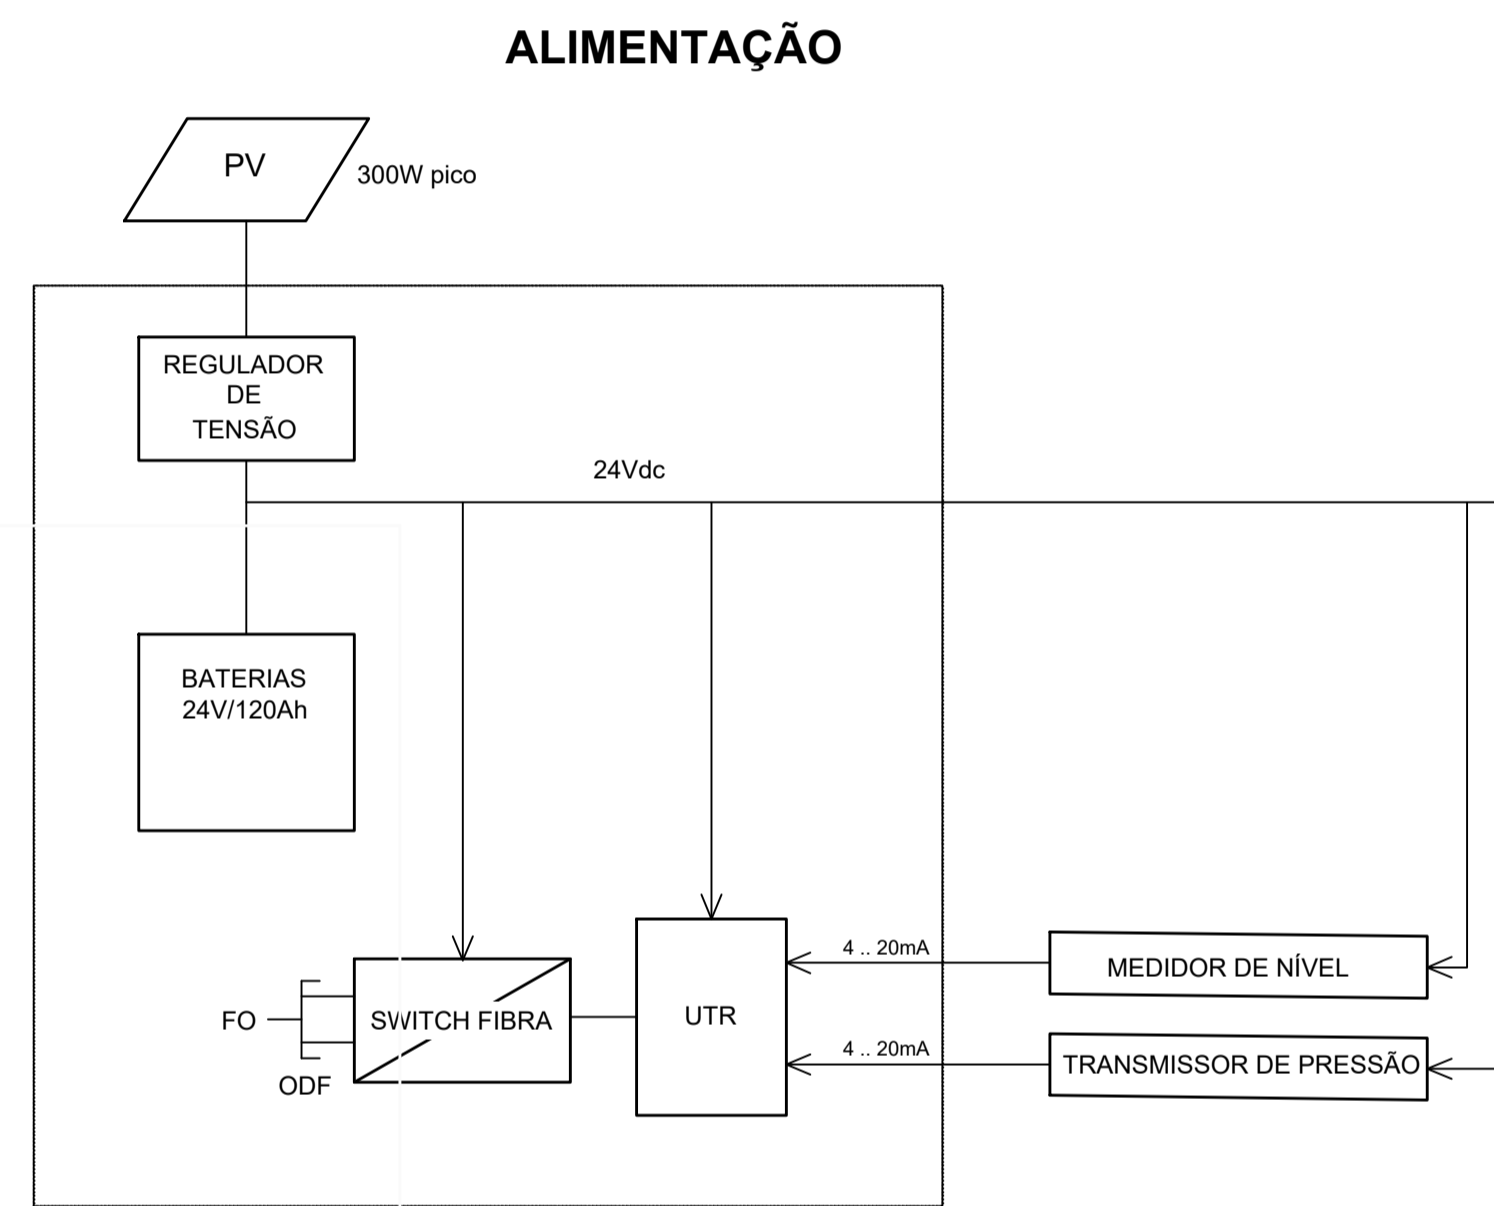 ALIMENTAÇÃO
PV
300W pico
REGULADOR
DE
TENSÃO
24Vdc
BATERIAS
24V/120Ah
4 .. 20mA
MEDIDOR DE NÍVEL
FO
SWITCH FIBRA
UTR
4 .. 20mA
TRANSMISSOR DE PRESSÃO
ODF